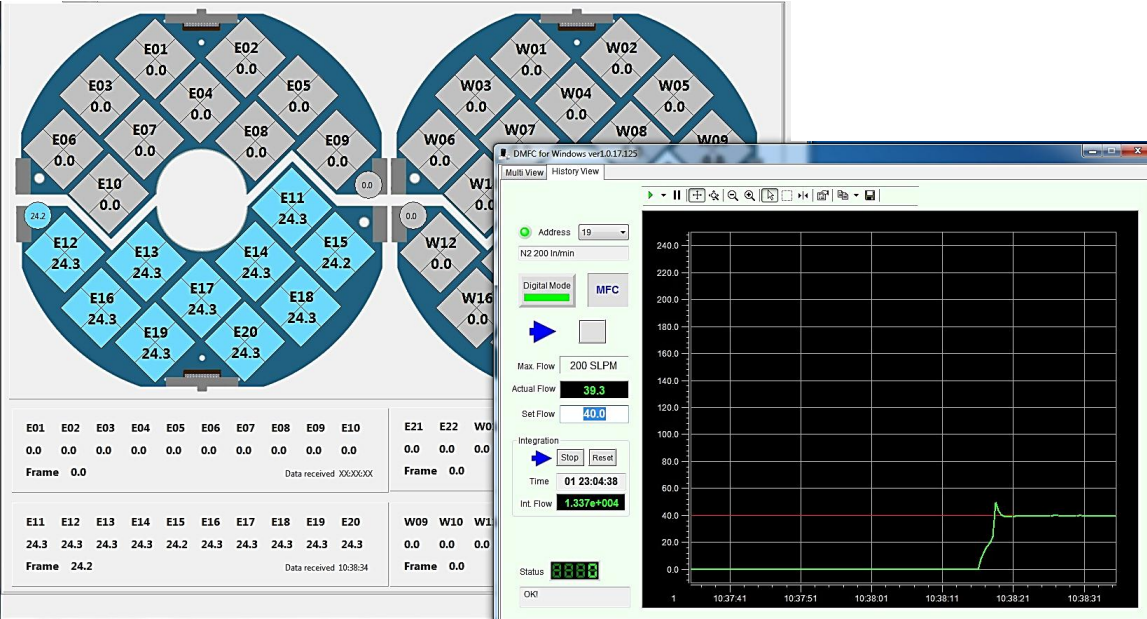 E01 E02
0.0 0.0
E03 E04 E05
0.0 0.0 0.0
E06 E07 E08 E09
0.0 0.0 0.0 0.0
E10
0.0
0.0
24.2
E11
24.3
E12 E13 E14 E15
24.3 24.3 24.3 24.2
E16 E17 E18
24.3 24.3 24.3
E19 E20
24.3 24.3
W01 W02
0.0 0.0
W03 W04 W05
0.0 0.0 0.0
W06 W07 W08 W09
0.0
W1
0.0
0.0
W12
0.0
W16
0.0
E01 E02 E03 E04 E05 E06 E07 E08 E09 E10
0.0 0.0 0.0 0.0 0.0 0.0 0.0 0.0 0.0 0.0
Frame 0.0 Data received XX:XX:XX
E21 E22 W0
0.0 0.0 0.0
Frame 0.0
E11 E12 E13 E14 E15 E16 E17 E18 E19 E20
24.3 24.3 24.3 24.3 24.2 24.3 24.3 24.3 24.3 24.3
Frame 24.2 Data received 10:38:34
W09 W10 W1
0.0 0.0 0.0
Frame 0.0
DMFC for Windows ver1.0.17.125
Multi View History View
Address 19
N2 200 ln/min
Digital Mode MFC
Max. Flow 200 SLPM
Actual Flow 39.3
Set Flow 40.0
Integration
Stop Reset
Time 01 23:04:38
Int. Flow 1.337e+004
Status 0
OK!
240.0
220.0
200.0
180.0
160.0
140.0
120.0
100.0
80.0
60.0
40.0
20.0
0.0
1 10:37:41 10:37:51 10:38:01 10:38:11 10:38:21 10:38:31